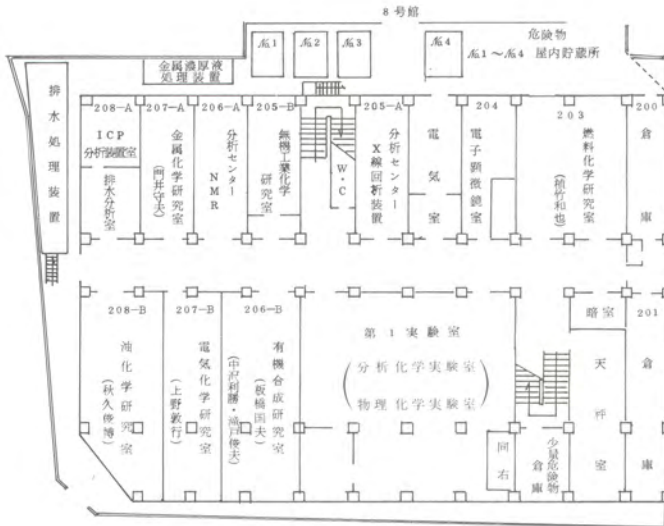 8号館
№1
№2
№3
№4
危険物
№1～№4 屋内貯蔵所
金属濃厚液
処理装置
排水処理装置
208-A
ICP
分析装置室
排水分析室
207-A
金属化学研究室
(門井守夫)
206-A
分析センター
NMR
205-B
無機工業化学
研究室
W・C
205-A
分析センター
X線回折装置
電気室
204
電子顕微鏡室
203
燃料化学研究室
(植竹和也)
200
倉庫
208-B
油化学研究室
(秋久俊博)
207-B
電気化学研究室
(上野敦行)
206-B
有機合成研究室
(板橋国夫)
(中沢利勝・滝戸俊夫)
第1実験室
(分析化学実験室
物理化学実験室)
同右
少量危険物
倉庫
暗室
天秤室
201
倉庫